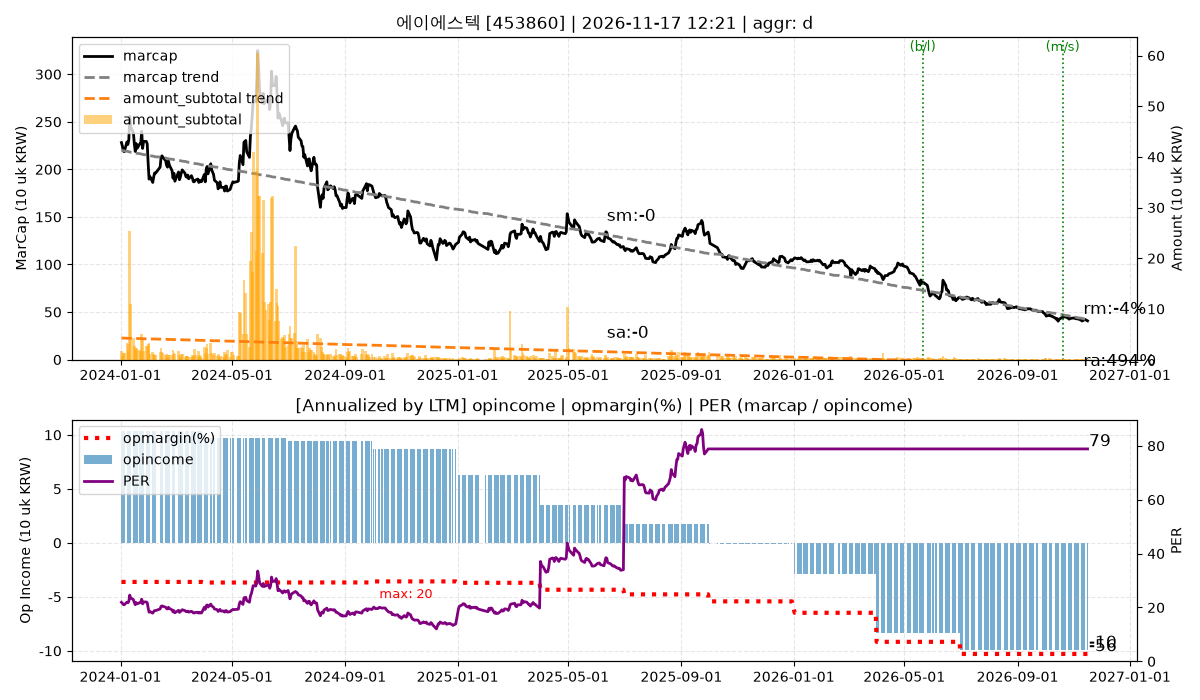 에이에스텍 [453860] | 2026-11-17 12:21 | aggr: d
(b/l)
(m/s)
marcap
marcap trend
amount_subtotal trend
amount_subtotal
MarCap (10 uk KRW)
300
250
200
150
100
50
0
Amount (10 uk KRW)
60
50
40
30
20
10
0
sm:-0
sa:-0
rm:-4%
ra:494%
2024-01-01
2024-05-01
2024-09-01
2025-01-01
2025-05-01
2025-09-01
2026-01-01
2026-05-01
2026-09-01
2027-01-01
[Annualized by LTM] opincome | opmargin(%) | PER (marcap / opincome)
opmargin(%)
opincome
PER
Op Income (10 uk KRW)
10
5
0
-5
-10
PER
80
60
40
20
0
79
max: 20
-10
-56
2024-01-01
2024-05-01
2024-09-01
2025-01-01
2025-05-01
2025-09-01
2026-01-01
2026-05-01
2026-09-01
2027-01-01